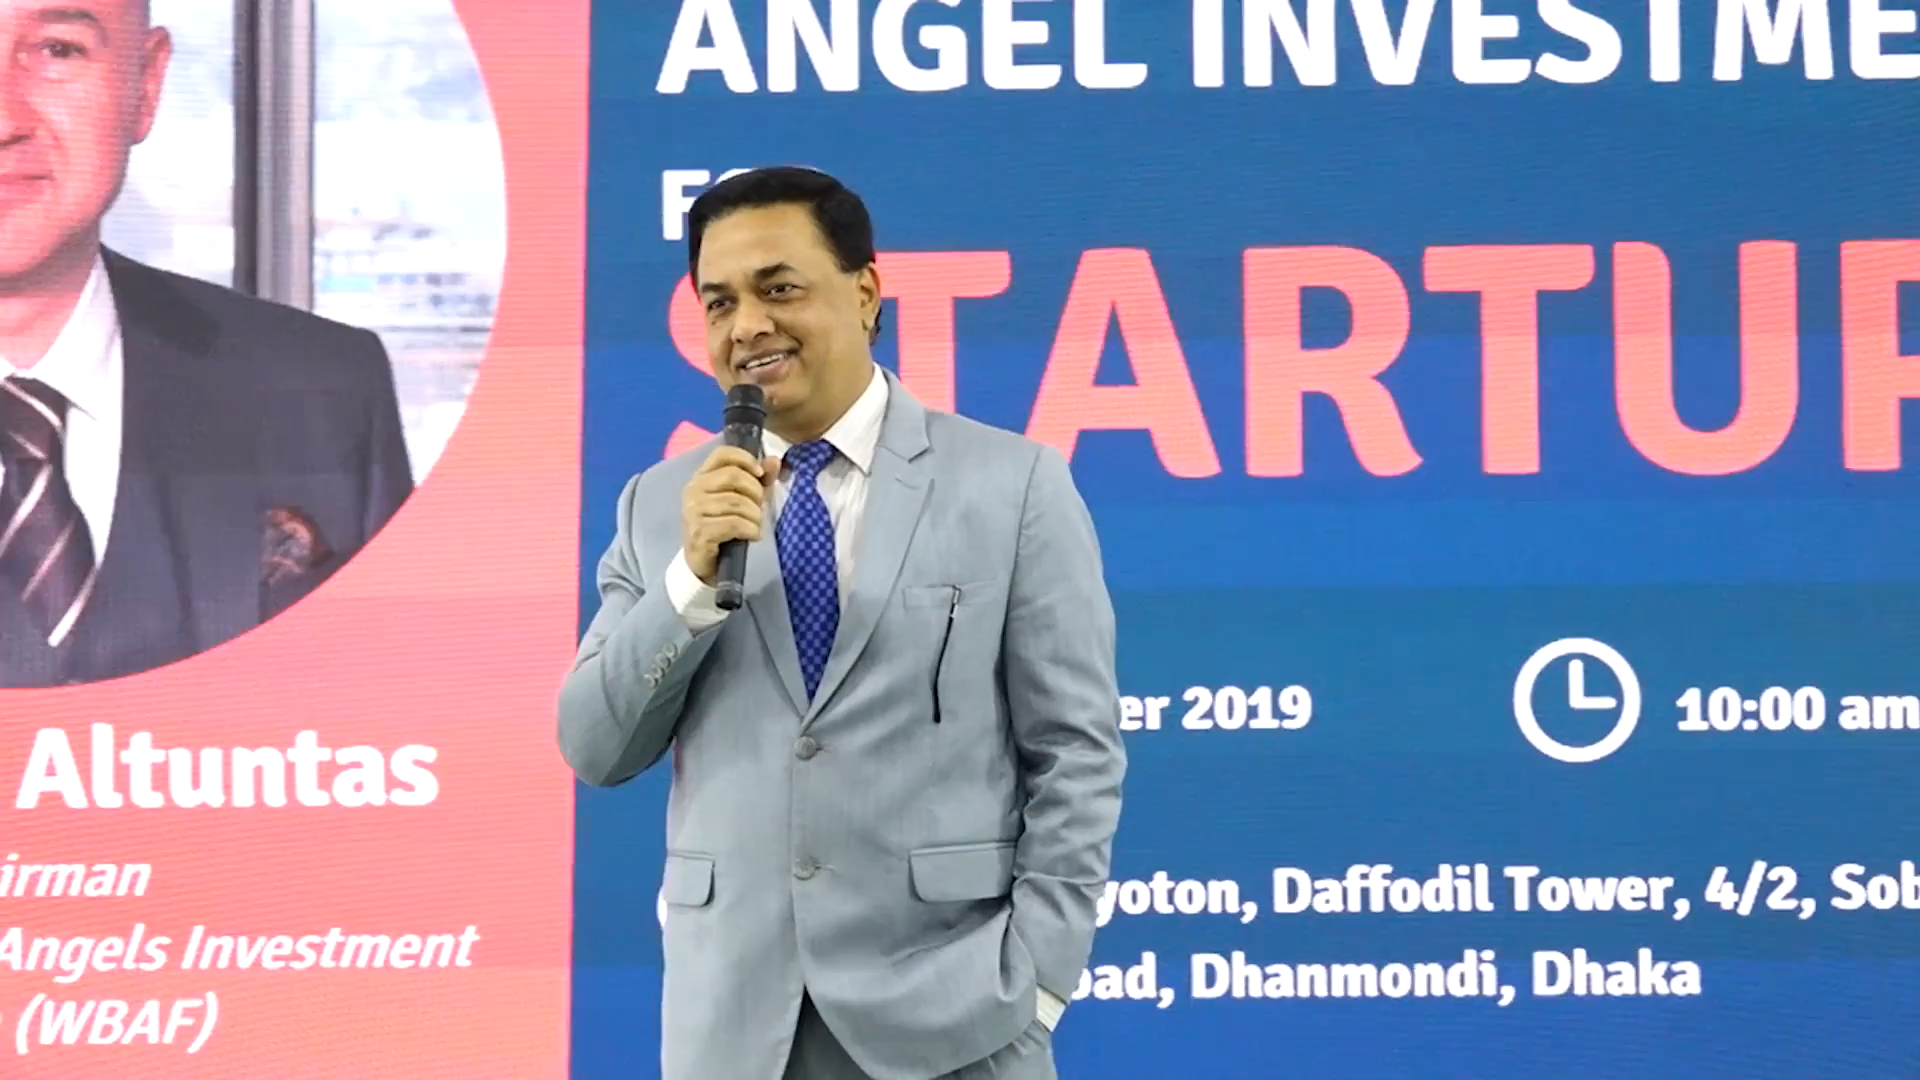 Altuntas
irman
Angels Investment
(WBAF)
ANGEL INVESTME
F
STARTUP
er 2019
10:00 am
yoton, Daffodil Tower, 4/2, Sob
oad, Dhanmondi, Dhaka